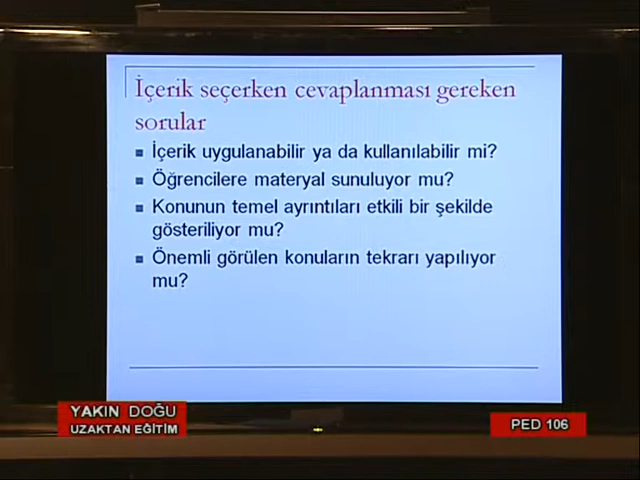 İçerik seçerken cevaplanması gereken
sorular
İçerik uygulanabilir ya da kullanılabilir mi?
Öğrencilere materyal sunuluyor mu?
Konunun temel ayrıntıları etkili bir şekilde
gösteriliyor mu?
Önemli görülen konuların tekrarı yapılıyor
mu?
YAKIN DOĞU
UZAKTAN EĞİTİM
PED 106